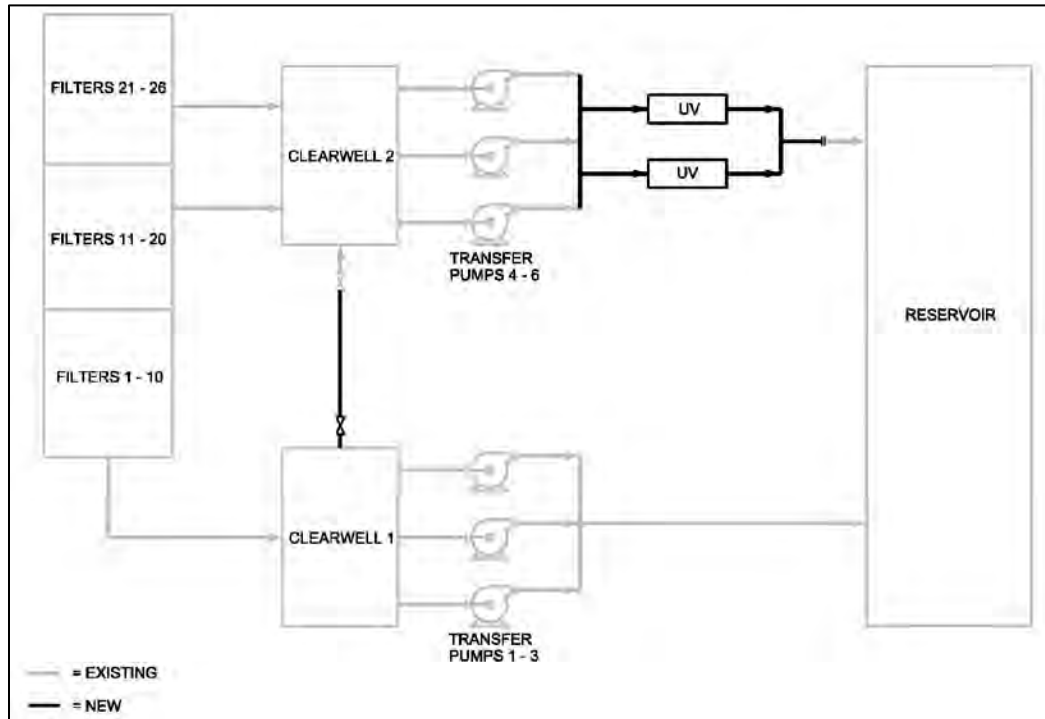 FILTERS 21 - 26
FILTERS 11 - 20
FILTERS 1 - 10
CLEARWELL 2
TRANSFER
PUMPS 4 - 6
UV
UV
RESERVOIR
CLEARWELL 1
TRANSFER
PUMPS 1 - 3
= EXISTING
= NEW